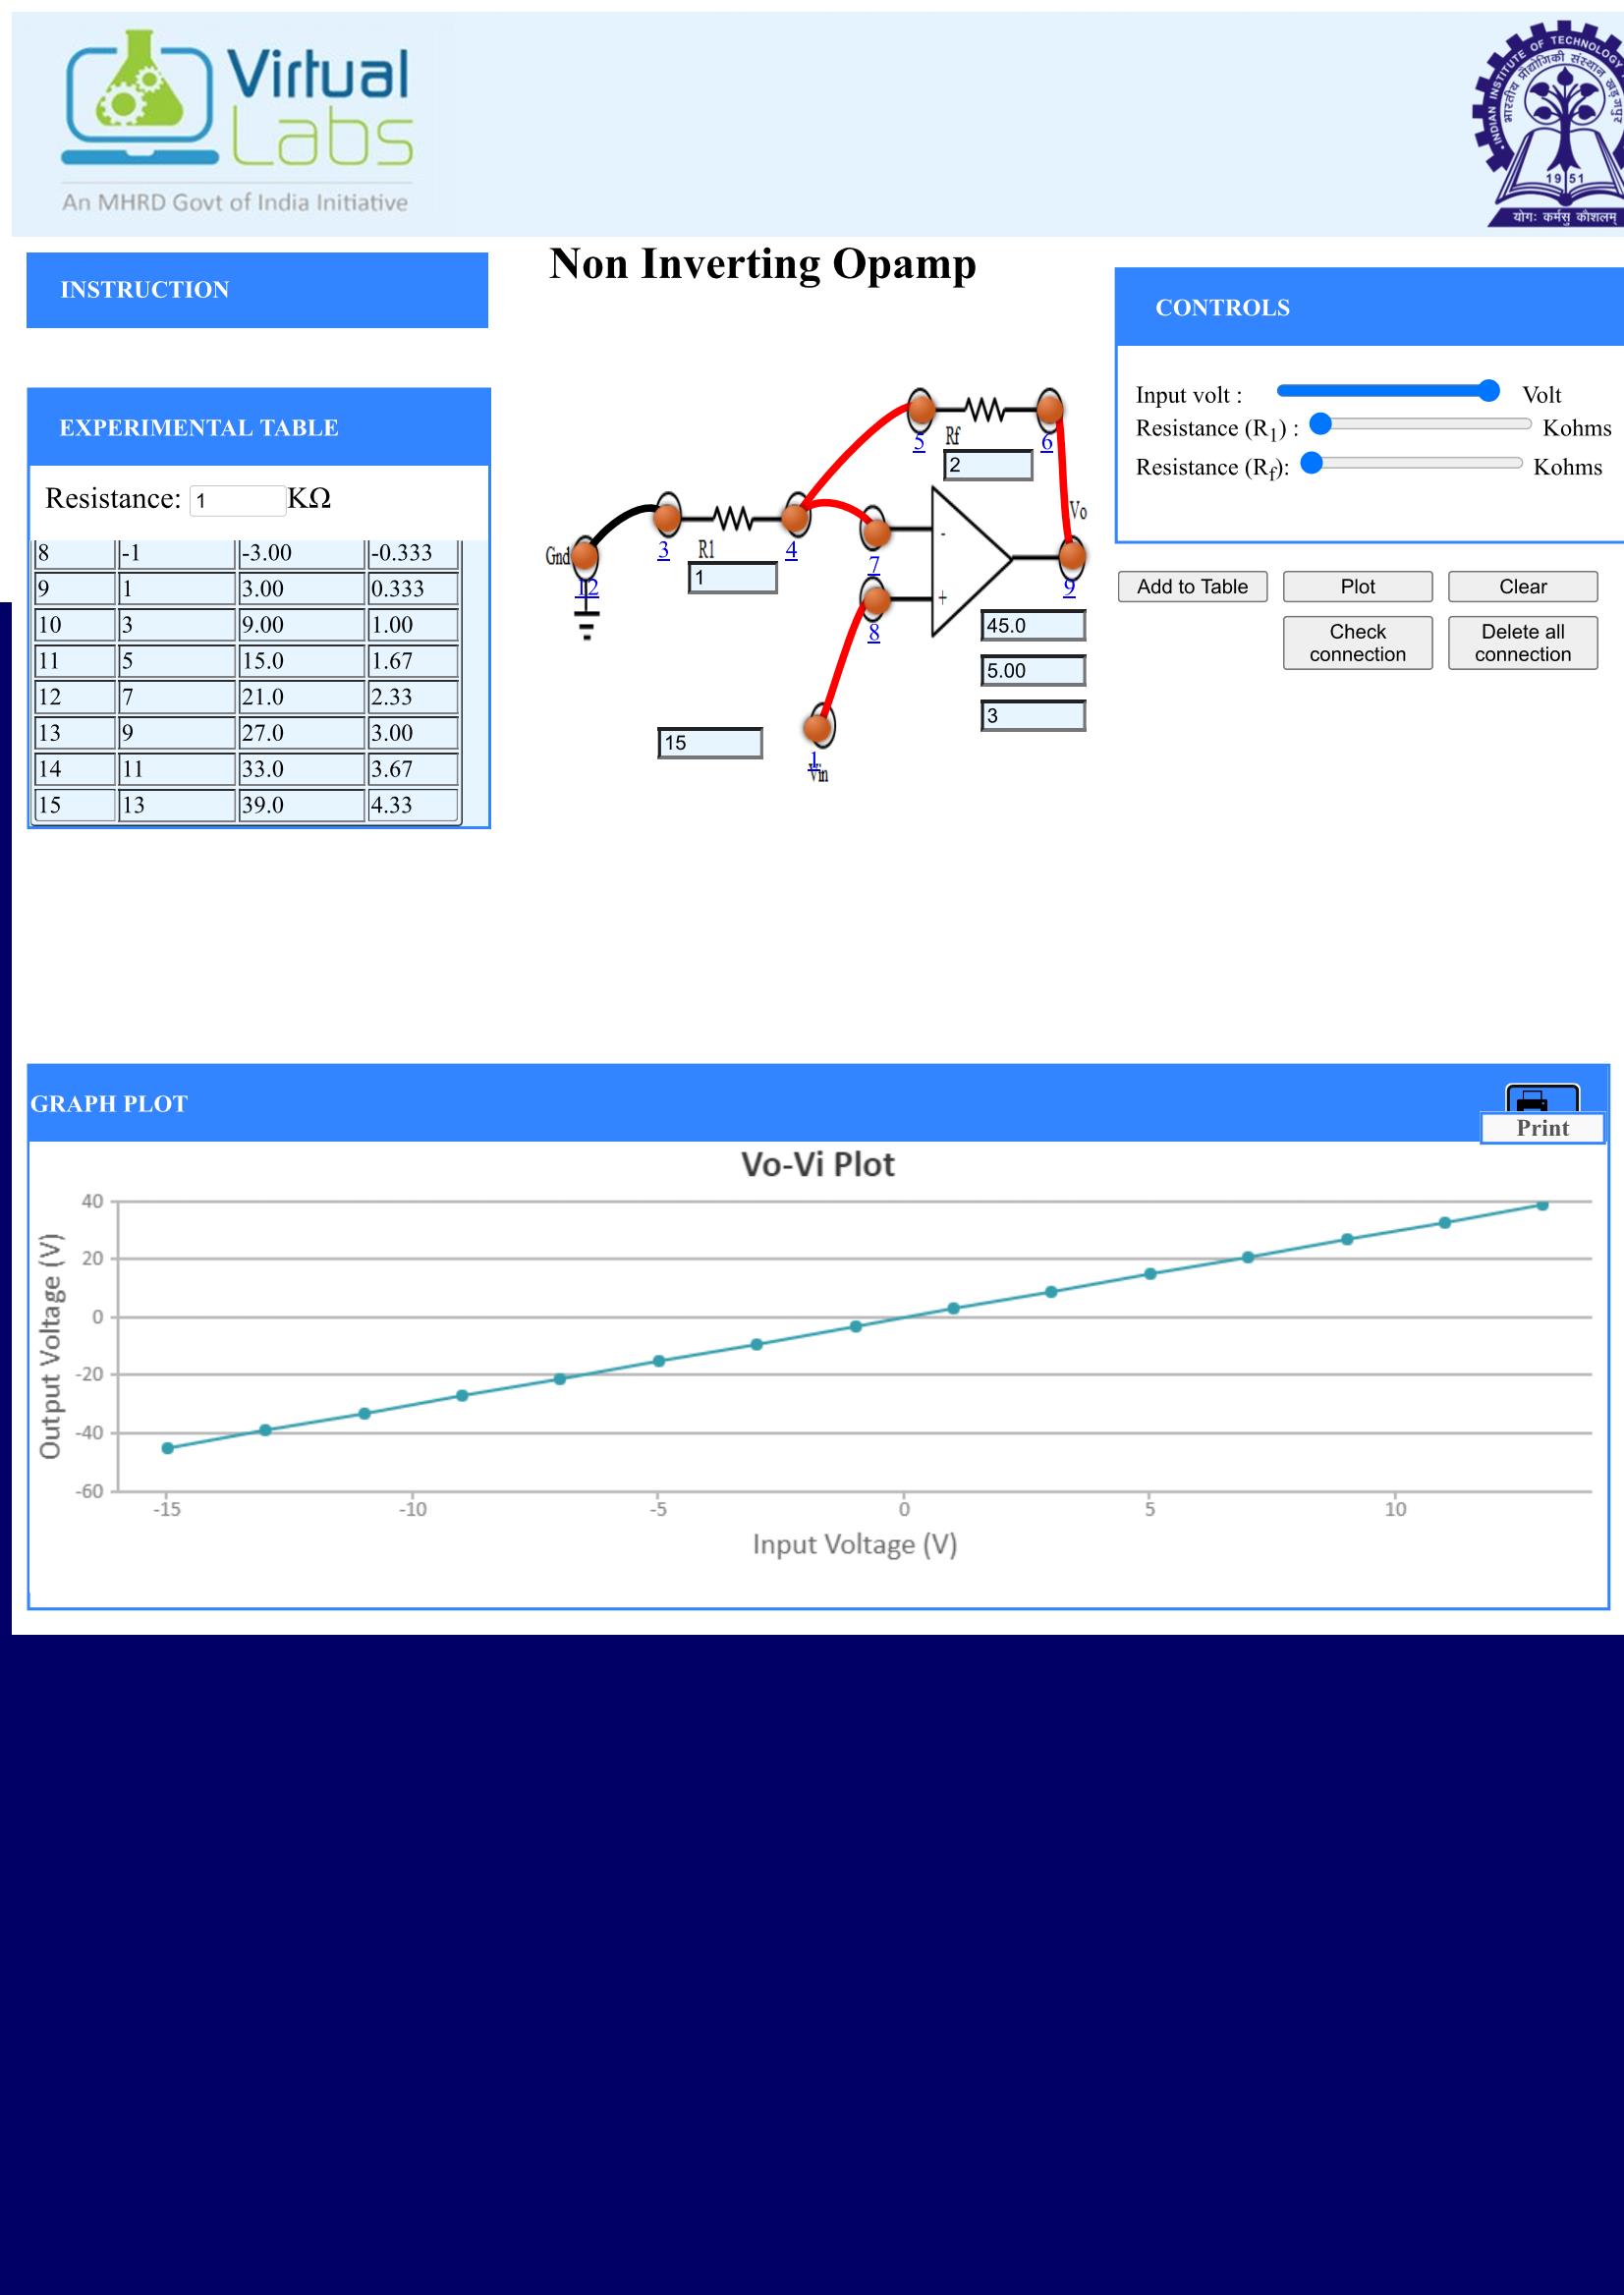 Virtual
Labs
An MHRD Govt of India Initiative
INDIAN INSTITUTE OF TECHNOLOGY
भारतीय प्रौद्योगिकी संस्थान खड़गपुर
1951
योगः कर्मसु कौशलम्
Non Inverting Opamp
INSTRUCTION
EXPERIMENTAL TABLE
Resistance: 1 KΩ
8 -1 -3.00 -0.333
9 1 3.00 0.333
10 3 9.00 1.00
11 5 15.0 1.67
12 7 21.0 2.33
13 9 27.0 3.00
14 11 33.0 3.67
15 13 39.0 4.33
5 Rf 6
2
Vo
Gnd 3 R1 4 7 -
12 1 9
8 +
45.0
5.00
3
15
1
Vin
CONTROLS
Input volt : Volt
Resistance (R1) : Kohms
Resistance (Rf): Kohms
Add to Table Plot Clear
Check connection Delete all connection
GRAPH PLOT
Print
Vo-Vi Plot
Output Voltage (V)
40
20
0
-20
-40
-60
-15 -10 -5 0 5 10
Input Voltage (V)